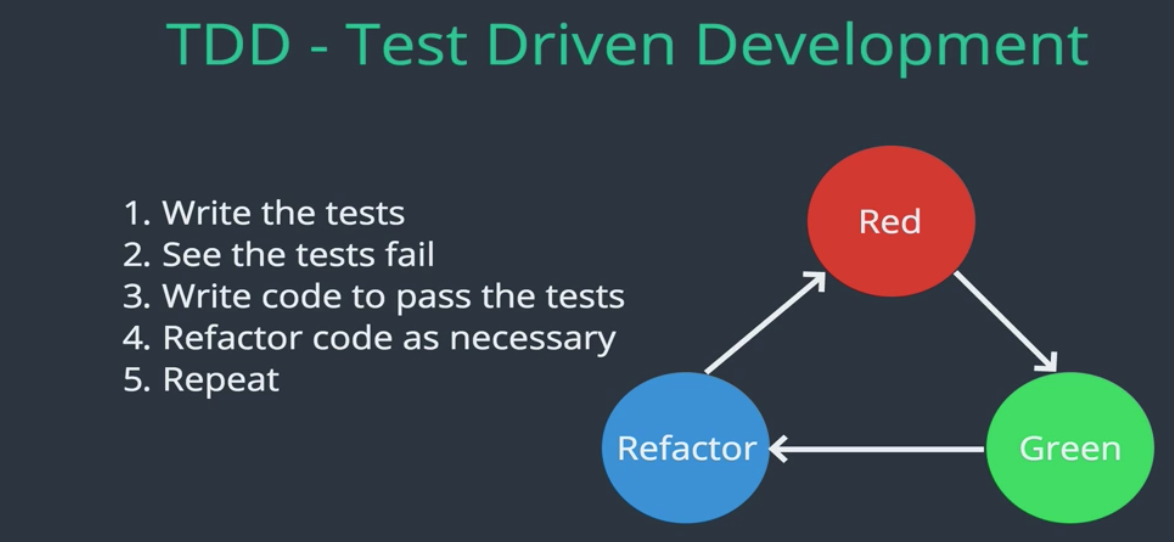 TDD - Test Driven Development
1. Write the tests
2. See the tests fail
3. Write code to pass the tests
4. Refactor code as necessary
5. Repeat
Red
Refactor
Green